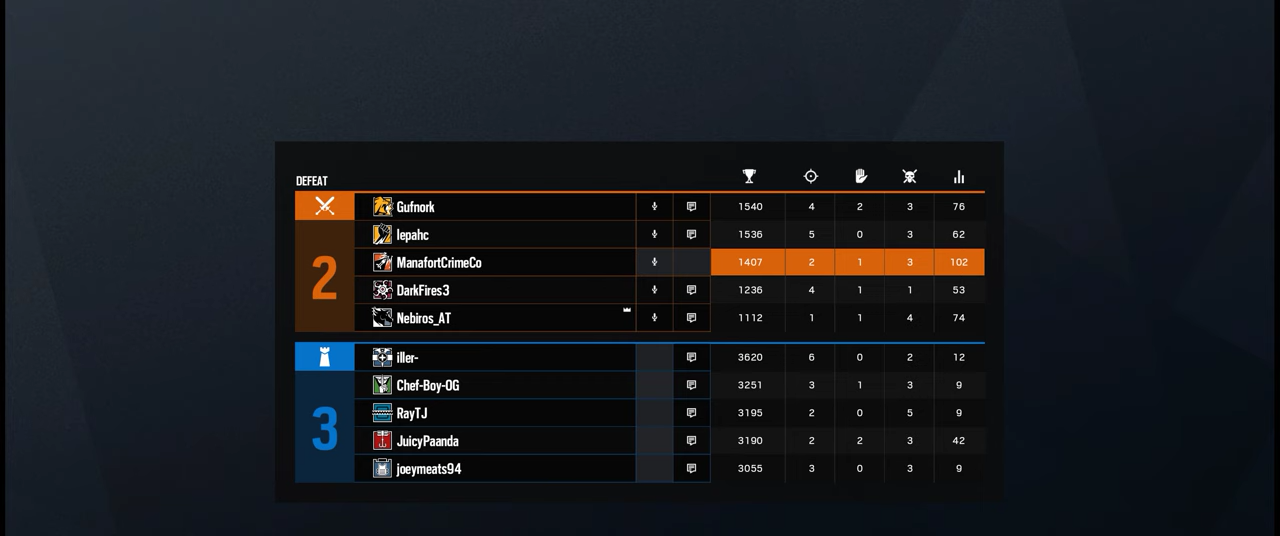 DEFEAT
Gufnork 1540 4 2 3 76
lepahc 1536 5 0 3 62
2
ManafortCrimeCo 1407 2 1 3 102
DarkFires3 1236 4 1 1 53
Nebiros_AT 1112 1 1 4 74
iller- 3620 6 0 2 12
Chef-Boy-OG 3251 3 1 3 9
3
RayTJ 3195 2 0 5 9
JuicyPaanda 3190 2 2 3 42
joeymeats94 3055 3 0 3 9